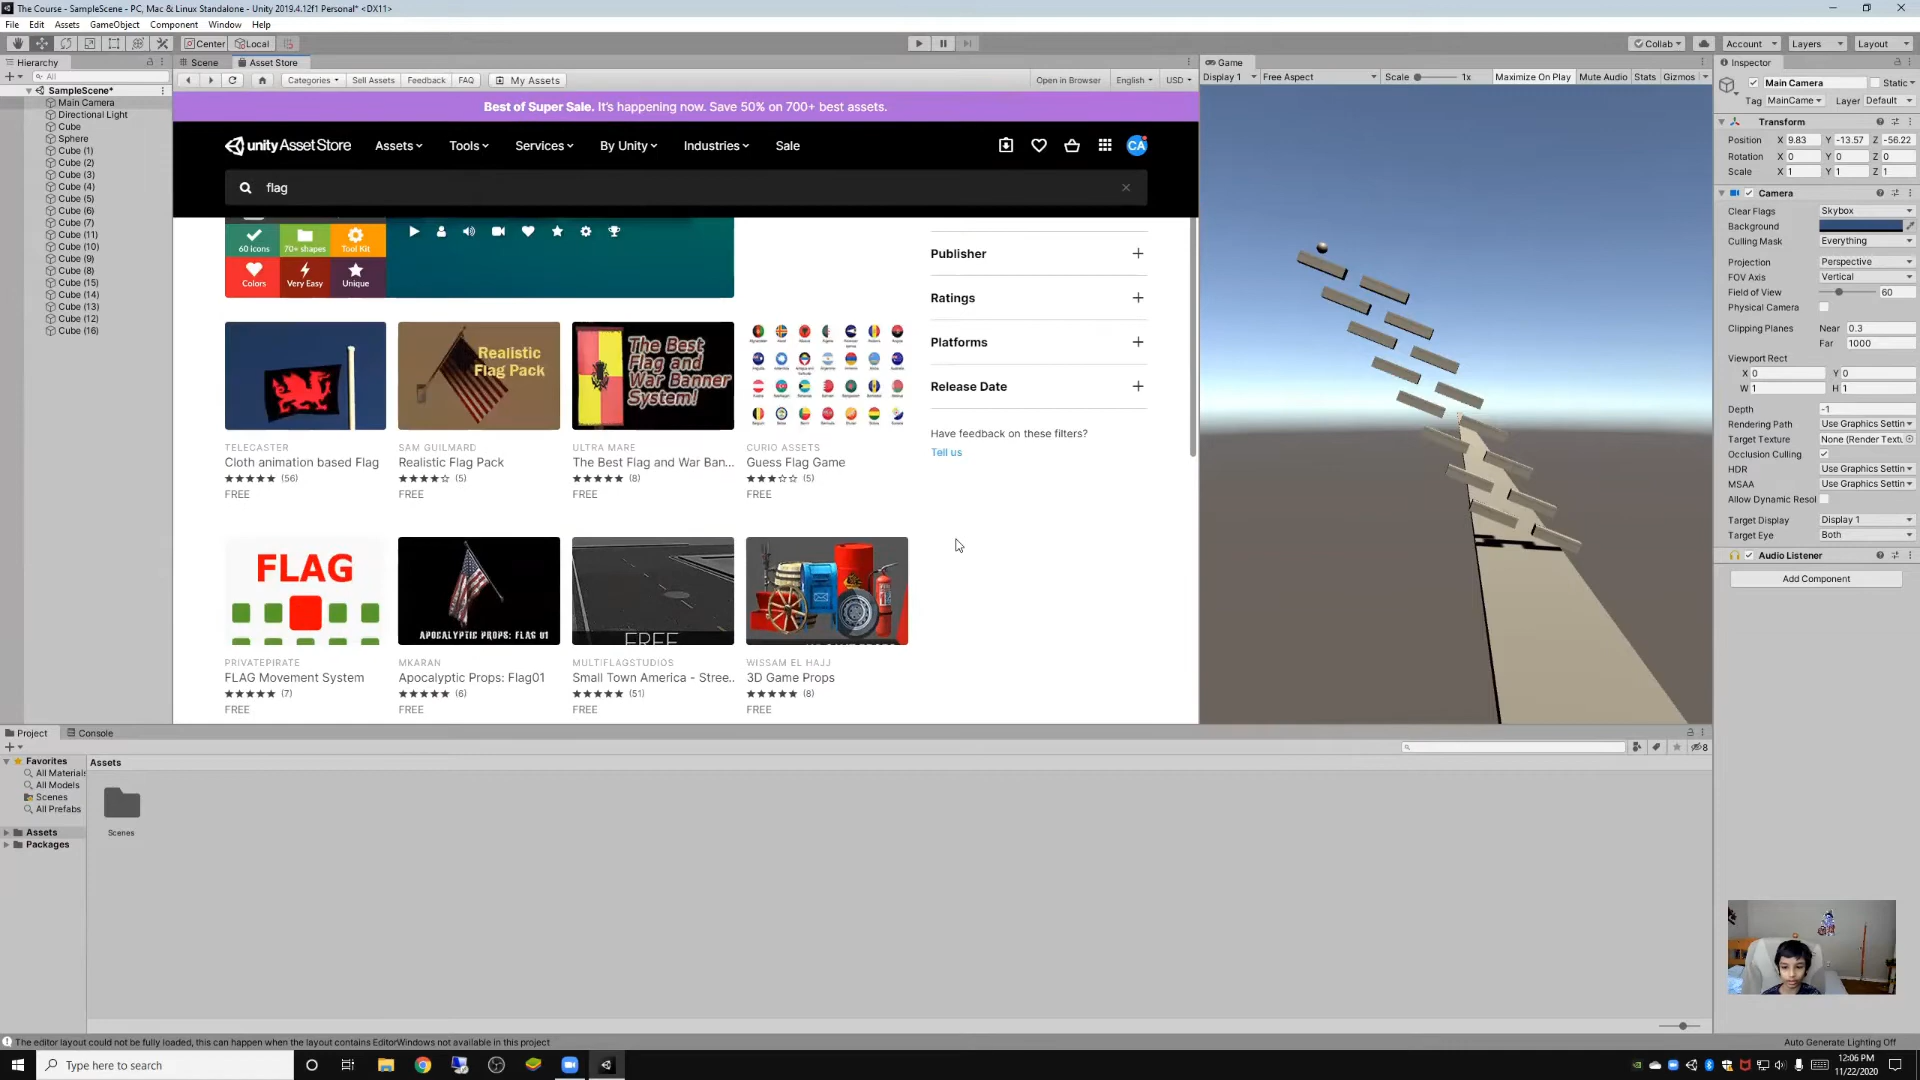 The Course - SampleScene - PC, Mac & Linux Standalone - Unity 2019.4.12f1 Personal* <DX11>
File Edit Assets GameObject Component Window Help
Center Local Collab Account Layers Layout
Hierarchy
All
SampleScene*
Main Camera
Directional Light
Cube
Sphere
Cube (1)
Cube (2)
Cube (3)
Cube (4)
Cube (5)
Cube (6)
Cube (7)
Cube (11)
Cube (10)
Cube (9)
Cube (8)
Cube (15)
Cube (14)
Cube (13)
Cube (12)
Cube (16)
Scene Asset Store
Categories Sell Assets Feedback FAQ My Assets Open in Browser English USD
Best of Super Sale. It's happening now. Save 50% on 700+ best assets.
unity Asset Store Assets Tools Services By Unity Industries Sale CA
flag
60 icons 70+ shapes Tool Kit
Colors Very Easy Unique
Publisher
Ratings
Platforms
Release Date
Have feedback on these filters?
Tell us
Realistic
Flag Pack
The Best
Flag and
War Banner
System!
TELECASTER
Cloth animation based Flag
(56)
FREE
SAM GUILMARD
Realistic Flag Pack
(5)
FREE
ULTRA MARE
The Best Flag and War Ban...
(8)
FREE
CURIO ASSETS
Guess Flag Game
(5)
FREE
FLAG
APOCALYPTIC PROPS: FLAG 01
FREE
PRIVATEPIRATE
FLAG Movement System
(7)
FREE
MKARAN
Apocalyptic Props: Flag01
(6)
FREE
MULTIFLAGSTUDIOS
Small Town America - Stree..
(51)
FREE
WISSAM EL HAJJ
3D Game Props
(8)
FREE
Game
Display 1 Free Aspect Scale 1x Maximize On Play Mute Audio Stats Gizmos
Inspector
Main Camera Static
Tag MainCame Layer Default
Transform
Position X 9.83 Y -13.57 Z -56.22
Rotation X 0 Y 0 Z 0
Scale X 1 Y 1 Z 1
Camera
Clear Flags Skybox
Background
Culling Mask Everything
Projection Perspective
FOV Axis Vertical
Field of View 60
Physical Camera
Clipping Planes Near 0.3
Far 1000
Viewport Rect
X 0 Y 0
W 1 H 1
Depth -1
Rendering Path Use Graphics Settin
Target Texture None (Render Textu
Occlusion Culling
HDR Use Graphics Settin
MSAA Use Graphics Settin
Allow Dynamic Resol
Target Display Display 1
Target Eye Both
Audio Listener
Add Component
Project Console
8
Favorites
All Materials
All Models
Scenes
All Prefabs
Assets
Packages
Assets
Scenes
The editor layout could not be fully loaded, this can happen when the layout contains EditorWindows not available in this project
Auto Generate Lighting Off
Type here to search
12:06 PM
11/22/2020